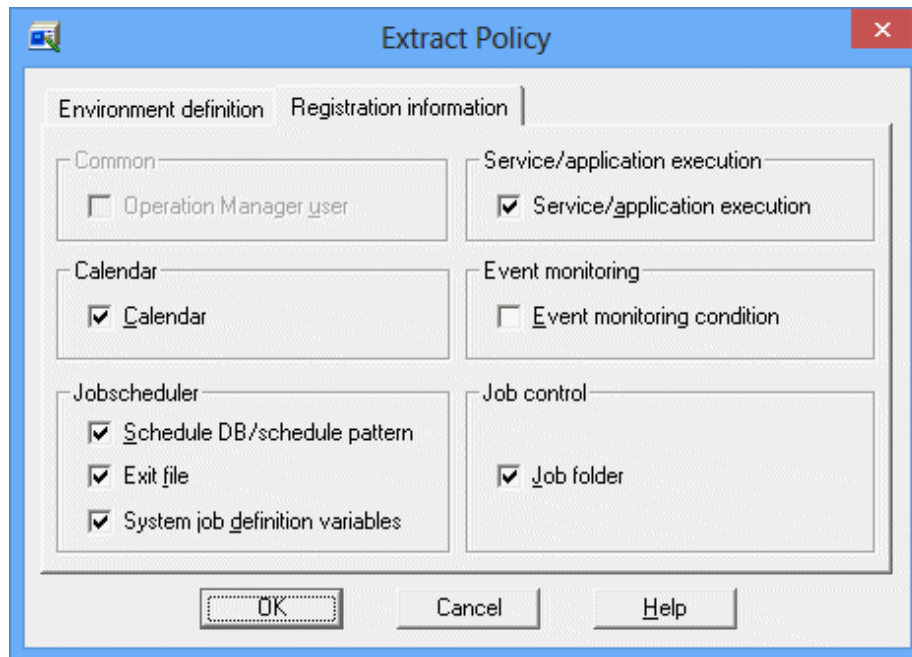 Extract Policy
Environment definition
Registration information
Common
Operation Manager user
Service/application execution
Service/application execution
Calendar
Calendar
Event monitoring
Event monitoring condition
Jobscheduler
Schedule DB/schedule pattern
Exit file
System job definition variables
Job control
Job folder
OK
Cancel
Help